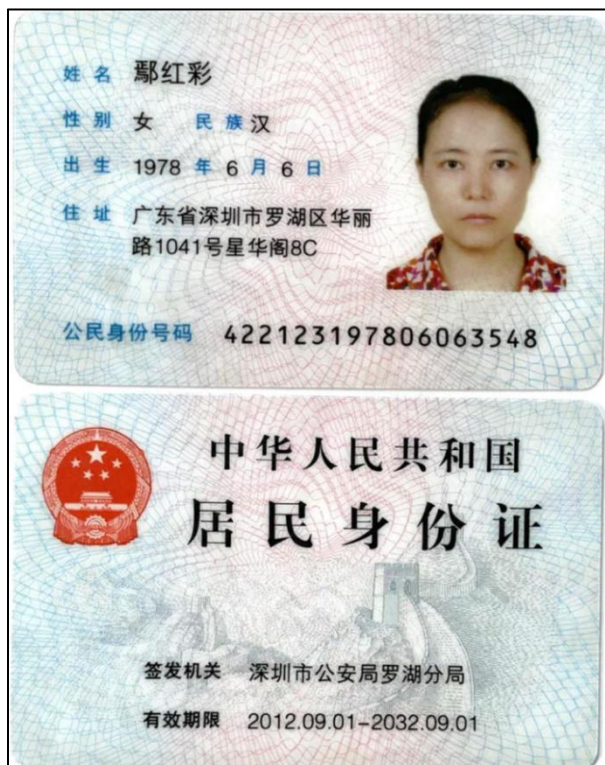 姓名 鄢红彩
性别 女 民族 汉
出生 1978 年 6 月 6 日
住址 广东省深圳市罗湖区华丽
路1041号星华阁8C
公民身份号码 422123197806063548
中华人民共和国
居民身份证
签发机关 深圳市公安局罗湖分局
有效期限 2012.09.01-2032.09.01